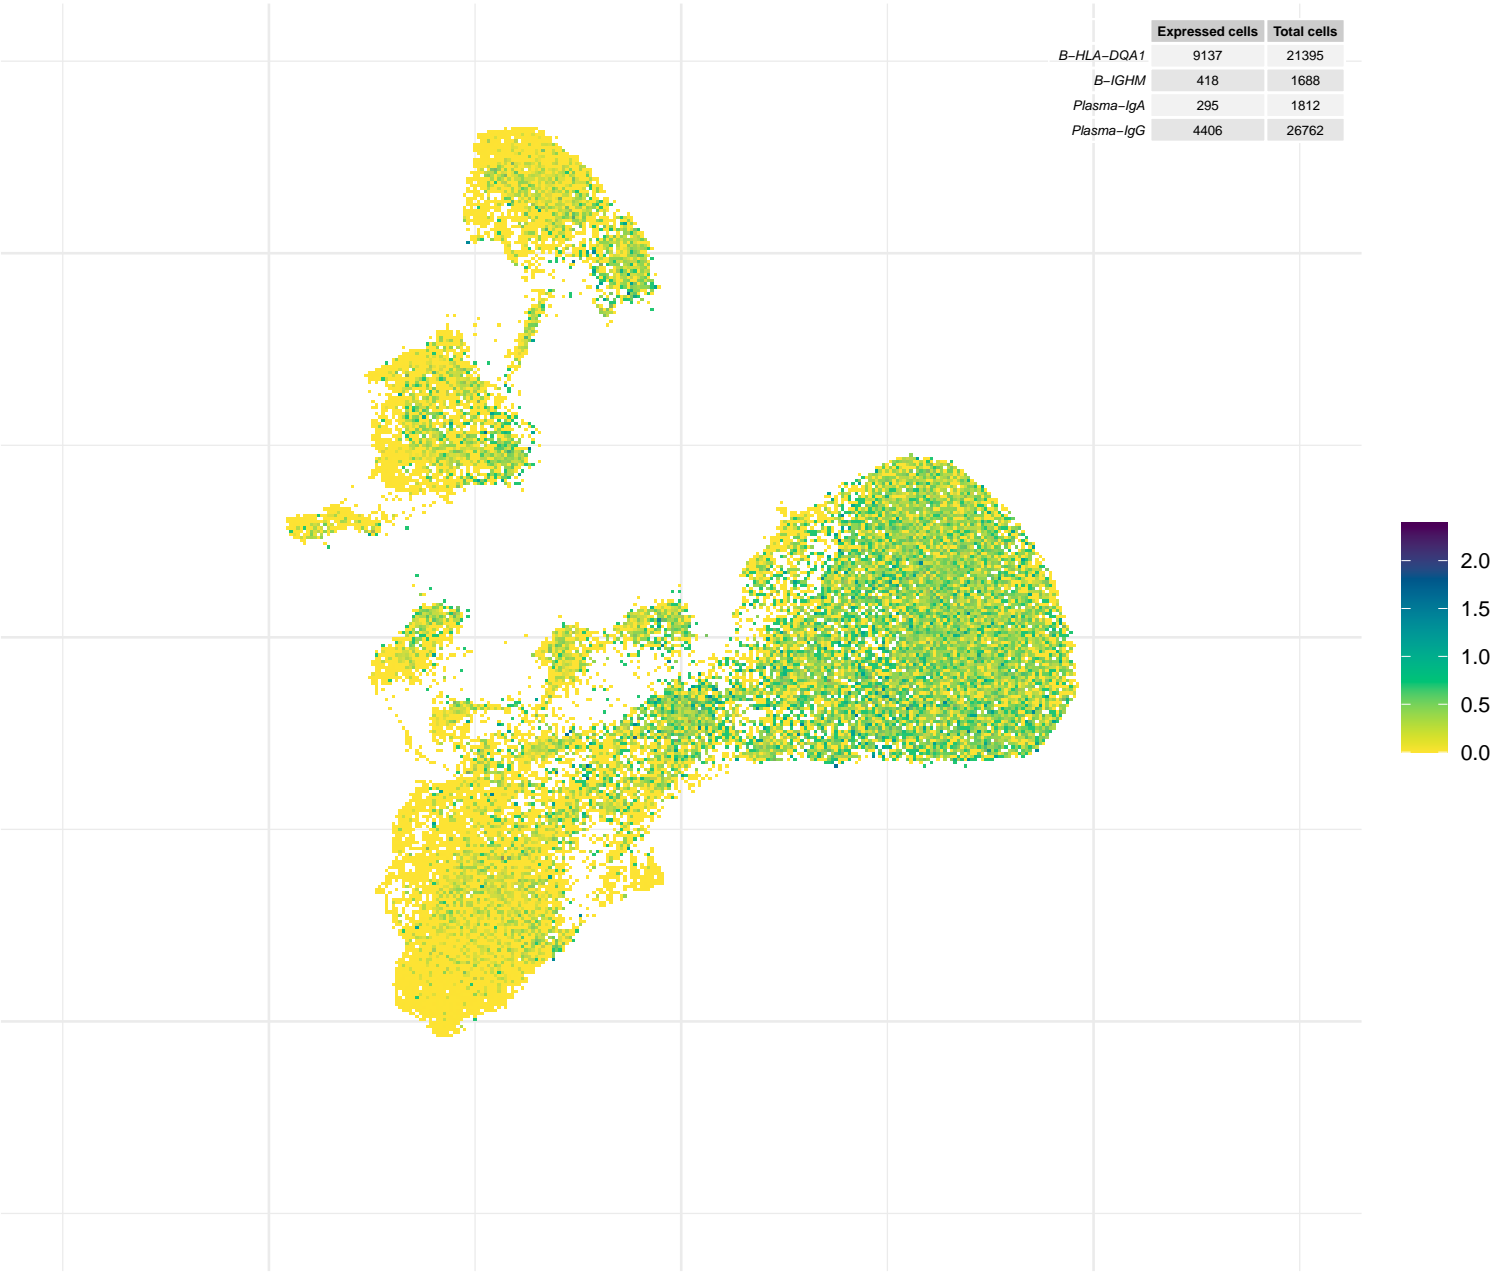 Expressed cells Total cells
B−HLA−DQA1 9137 21395
B−IGHM 418 1688
Plasma−IgA 295 1812
Plasma−IgG 4406 26762
2.0
1.5
1.0
0.5
0.0